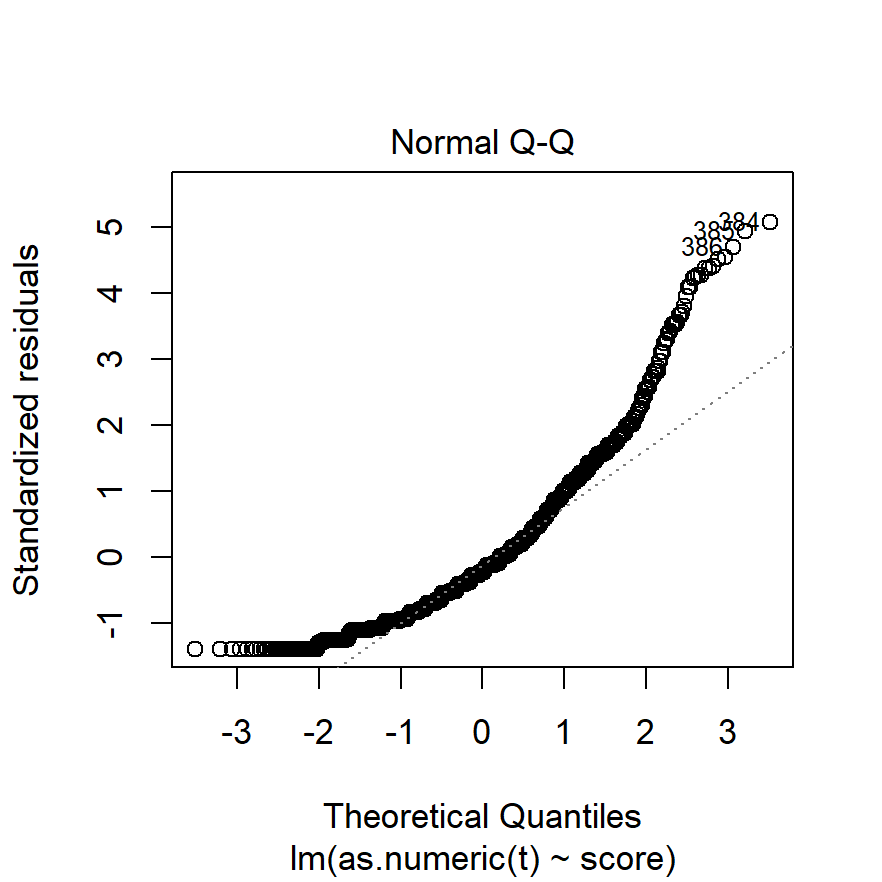 Normal Q-Q
Standardized residuals
5
4
3
2
1
0
-1
384
385
386
-3 -2 -1 0 1 2 3
Theoretical Quantiles
lm(as.numeric(t) ~ score)